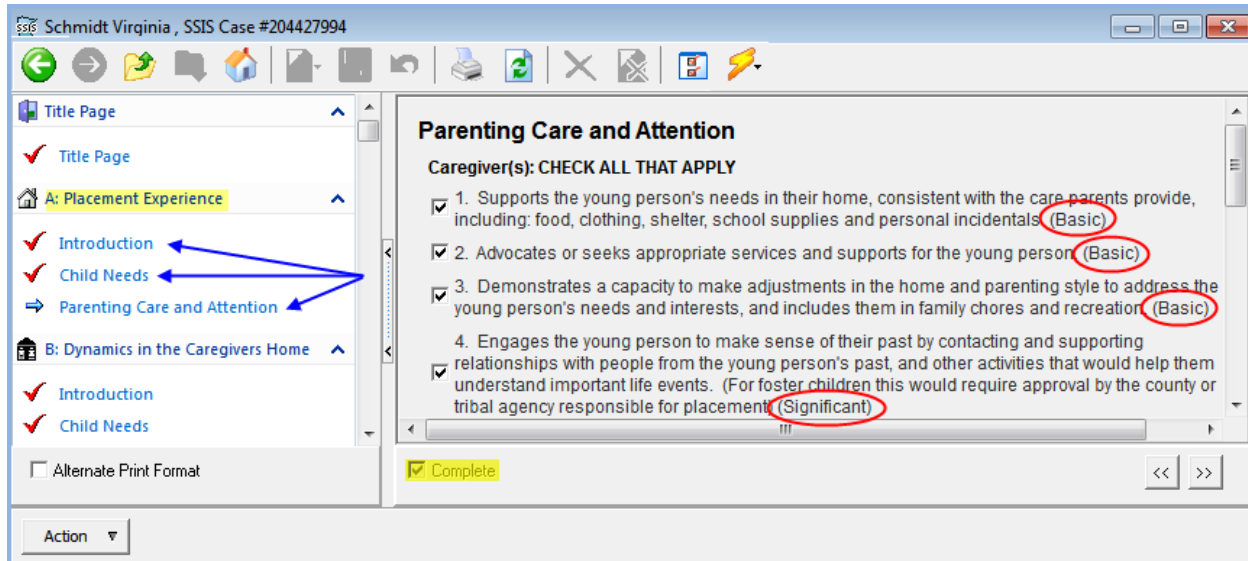 Schmidt Virginia , SSIS Case #204427994
Title Page
Title Page
A: Placement Experience
Introduction
Child Needs
Parenting Care and Attention
B: Dynamics in the Caregivers Home
Introduction
Child Needs
Alternate Print Format
Parenting Care and Attention
Caregiver(s): CHECK ALL THAT APPLY
1. Supports the young person's needs in their home, consistent with the care parents provide,
including: food, clothing, shelter, school supplies and personal incidentals. (Basic)
2. Advocates or seeks appropriate services and supports for the young person. (Basic)
3. Demonstrates a capacity to make adjustments in the home and parenting style to address the
young person's needs and interests, and includes them in family chores and recreation. (Basic)
4. Engages the young person to make sense of their past by contacting and supporting
relationships with people from the young person's past, and other activities that would help them
understand important life events. (For foster children this would require approval by the county or
tribal agency responsible for placement) (Significant)
Complete
<< >>
Action